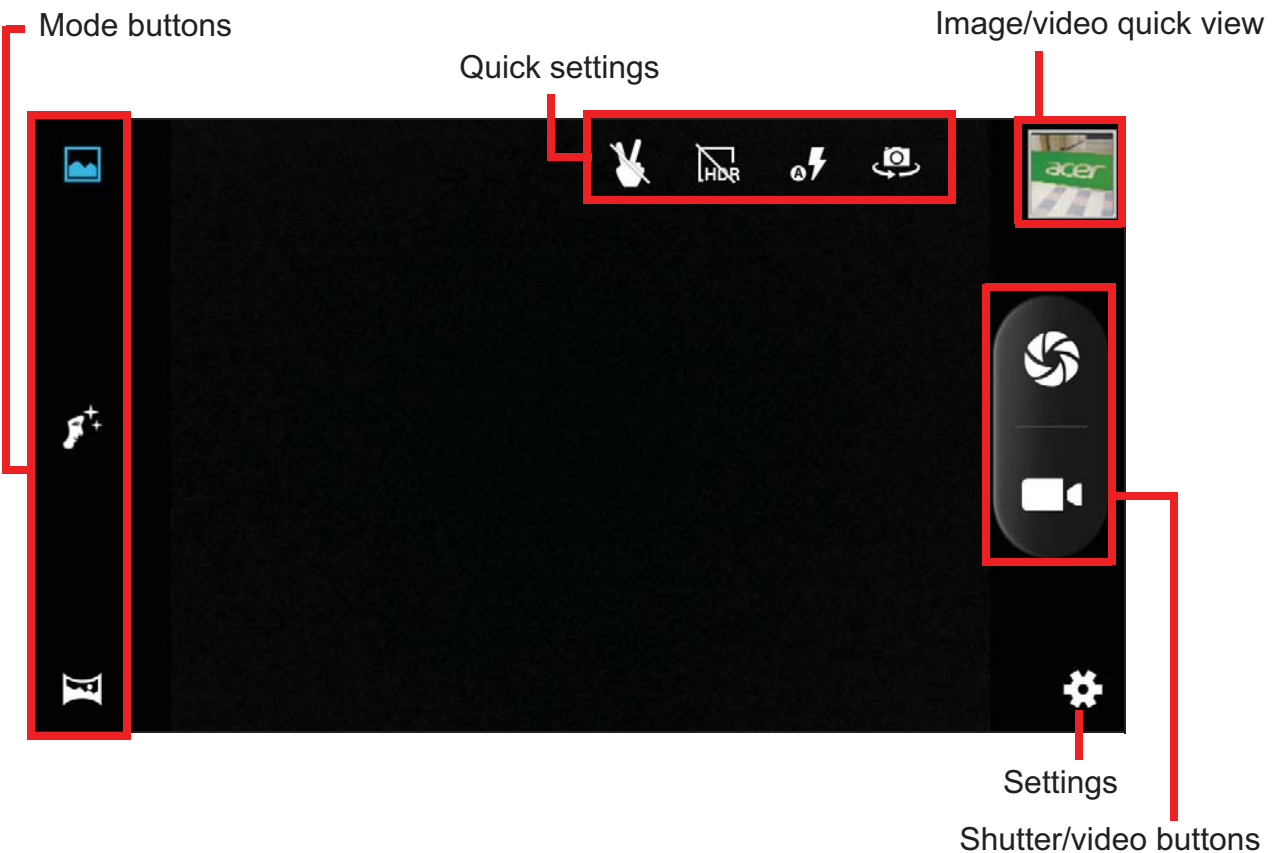 Mode buttons
Image/video quick view
Quick settings
HDR
A
acer
Settings
Shutter/video buttons